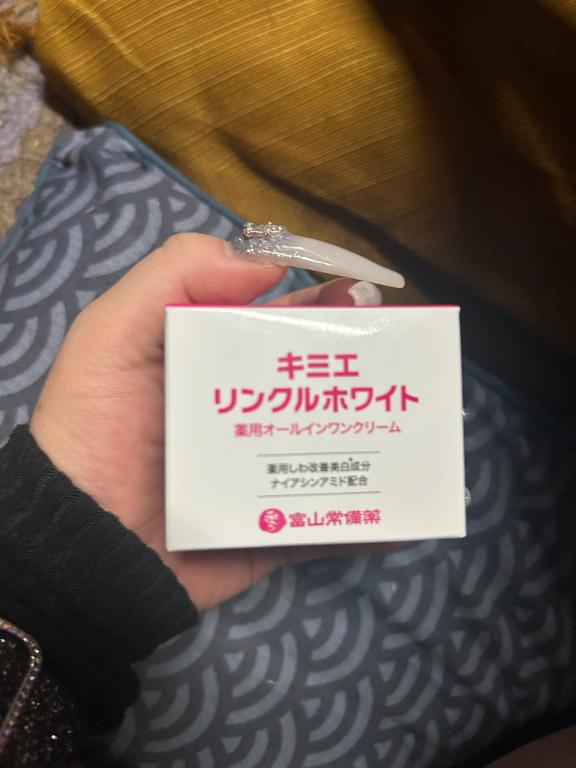 キミエ
リンクルホワイト
薬用オールインワンクリーム
薬用しわ改善美白*成分
ナイアシンアミド配合
富山常備薬